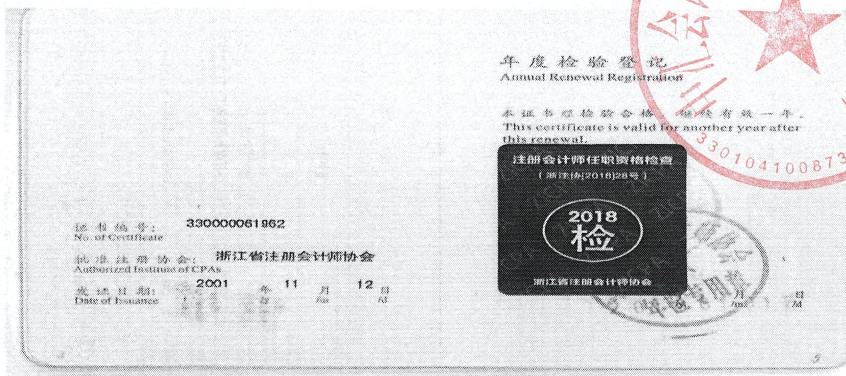 年度检验登记
Annual Renewal Registration
本证书经检验合格，继续有效一年。
This certificate is valid for another year after
this renewal.
注册会计师任职资格检查
（浙注协[2018]28号）
2018
检
浙江省注册会计师协会
证书编号：
No. of Certificate
330000061962
批准注册协会：
Authorized Institute of CPAs
浙江省注册会计师协会
发证日期：
Date of Issuance
2001 年 11 月 12 日
/m /d
月 日
/m /d
330104100873
5